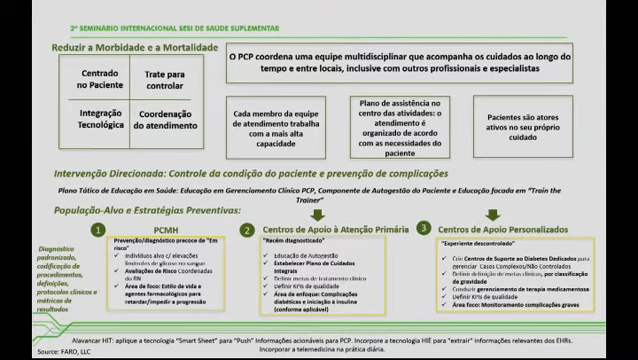 2º SEMINÁRIO INTERNACIONAL SESI DE SAÚDE SUPLEMENTAR
Reduzir a Morbidade e a Mortalidade
Centrado
no Paciente
Trate para
controlar
Integração
Tecnológica
Coordenação
do atendimento
O PCP coordena uma equipe multidisciplinar que acompanha os cuidados ao longo do
tempo e entre locais, inclusive com outros profissionais e especialistas
Cada membro da equipe
de atendimento trabalha
com a mais alta
capacidade
Plano de assistência no
centro das atividades: o
atendimento é
organizado de acordo
com as necessidades do
paciente
Pacientes são atores
ativos no seu próprio
cuidado
Intervenção Direcionada: Controle da condição do paciente e prevenção de complicações
Plano Tático de Educação em Saúde: Educação em Gerenciamento Clínico PCP, Componente de Autogestão do Paciente e Educação focada em "Train the
Trainer"
População-Alvo e Estratégias Preventivas:
Diagnóstico
padronizado,
codificação de
procedimentos,
definições,
protocolos clínicos e
métricas de
resultados
1 PCMH
Prevenção/diagnóstico precoce de "Em
risco"
Indivíduos alvo c/ elevações
limítrofes de glicose no sangue
Avaliações de Risco Coordenadas
do RN
Área de foco: Estilo de vida e
agentes farmacológicos para
retardar/impedir a progressão
2 Centros de Apoio à Atenção Primária
"Recém diagnosticado"
Educação de Autogestão
Estabelecer Plano de Cuidados
Integrais
Definir metas de tratamento clínico
Definir KPIs de qualidade
Área de enfoque: Complicações
diabéticas e iniciação à insulina
(conforme aplicável)
3 Centros de Apoio Personalizados
"Experiente descontrolado"
Crie Centros de Suporte ao Diabetes Dedicados para
gerenciar Casos Complexos/Não Controlados
Definir definição de metas clínicas, por classificação
de gravidade
Conduzir gerenciamento de terapia medicamentosa
Definir KPIs de qualidade
Área foco: Monitoramento complicações graves
Alavancar HIT: aplique a tecnologia "Smart Sheet" para "Push" Informações acionáveis para PCP. Incorpore a tecnologia HIE para "extrair" informações relevantes dos EHRs.
Incorporar a telemedicina na prática diária.
Source: FARO, LLC